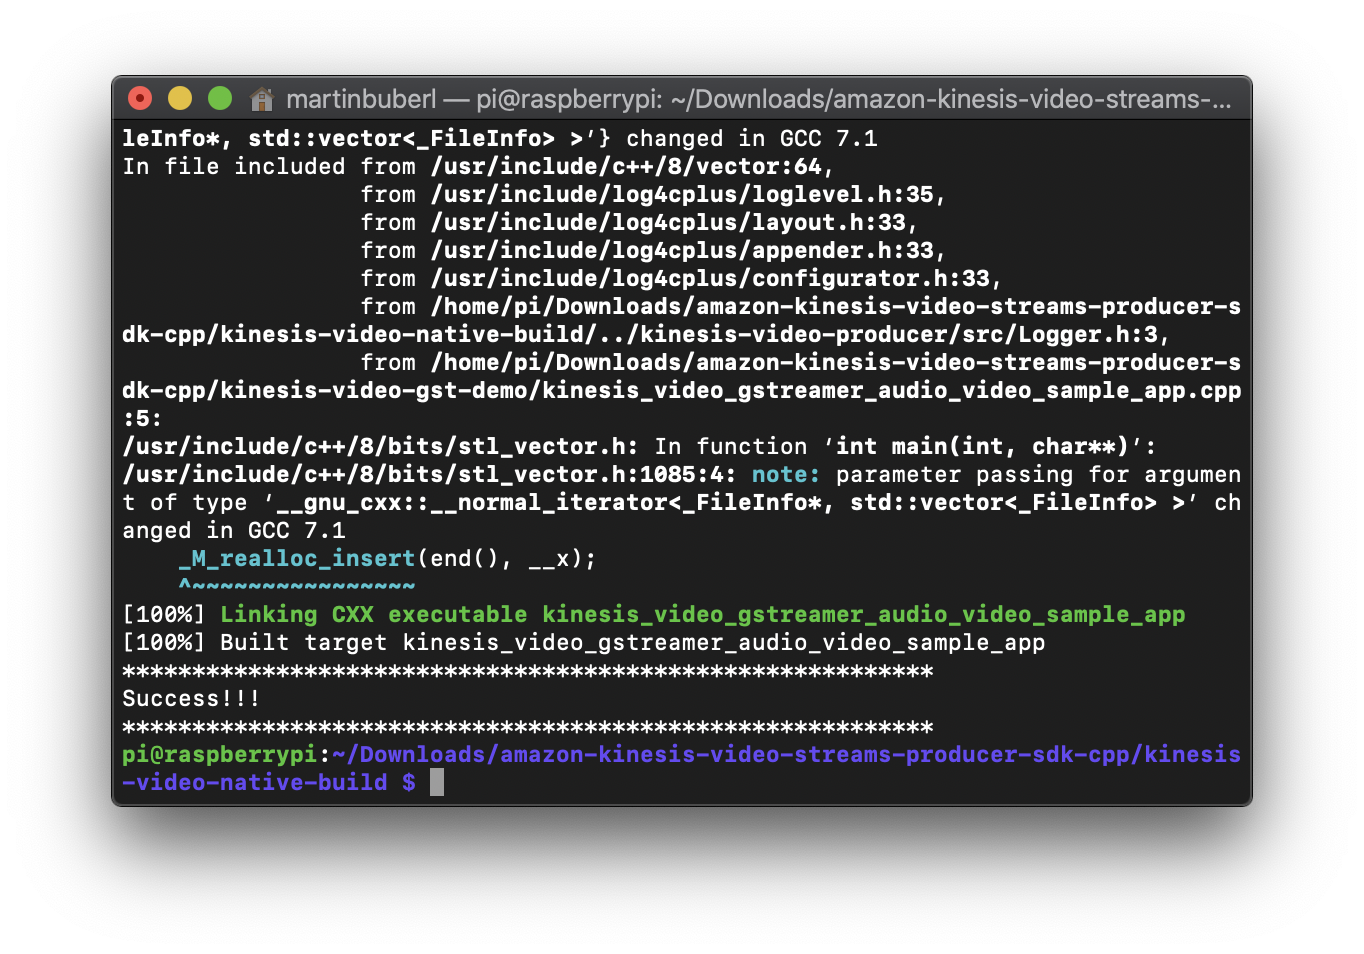 martinbuberl — pi@raspberrypi: ~/Downloads/amazon-kinesis-video-streams-...
leInfo*, std::vector<_FileInfo> >’} changed in GCC 7.1
In file included from /usr/include/c++/8/vector:64,
                 from /usr/include/log4cplus/loglevel.h:35,
                 from /usr/include/log4cplus/layout.h:33,
                 from /usr/include/log4cplus/appender.h:33,
                 from /usr/include/log4cplus/configurator.h:33,
                 from /home/pi/Downloads/amazon-kinesis-video-streams-producer-s
dk-cpp/kinesis-video-native-build/../kinesis-video-producer/src/Logger.h:3,
                 from /home/pi/Downloads/amazon-kinesis-video-streams-producer-s
dk-cpp/kinesis-video-gst-demo/kinesis_video_gstreamer_audio_video_sample_app.cpp
:5:
/usr/include/c++/8/bits/stl_vector.h: In function ‘int main(int, char**)’:
/usr/include/c++/8/bits/stl_vector.h:1085:4: note: parameter passing for argumen
t of type ‘__gnu_cxx::__normal_iterator<_FileInfo*, std::vector<_FileInfo> >’ ch
anged in GCC 7.1
    _M_realloc_insert(end(), __x);
    ^~~~~~~~~~~~~~~~~
[100%] Linking CXX executable kinesis_video_gstreamer_audio_video_sample_app
[100%] Built target kinesis_video_gstreamer_audio_video_sample_app
**********************************************************
Success!!!
**********************************************************
pi@raspberrypi:~/Downloads/amazon-kinesis-video-streams-producer-sdk-cpp/kinesis
-video-native-build $